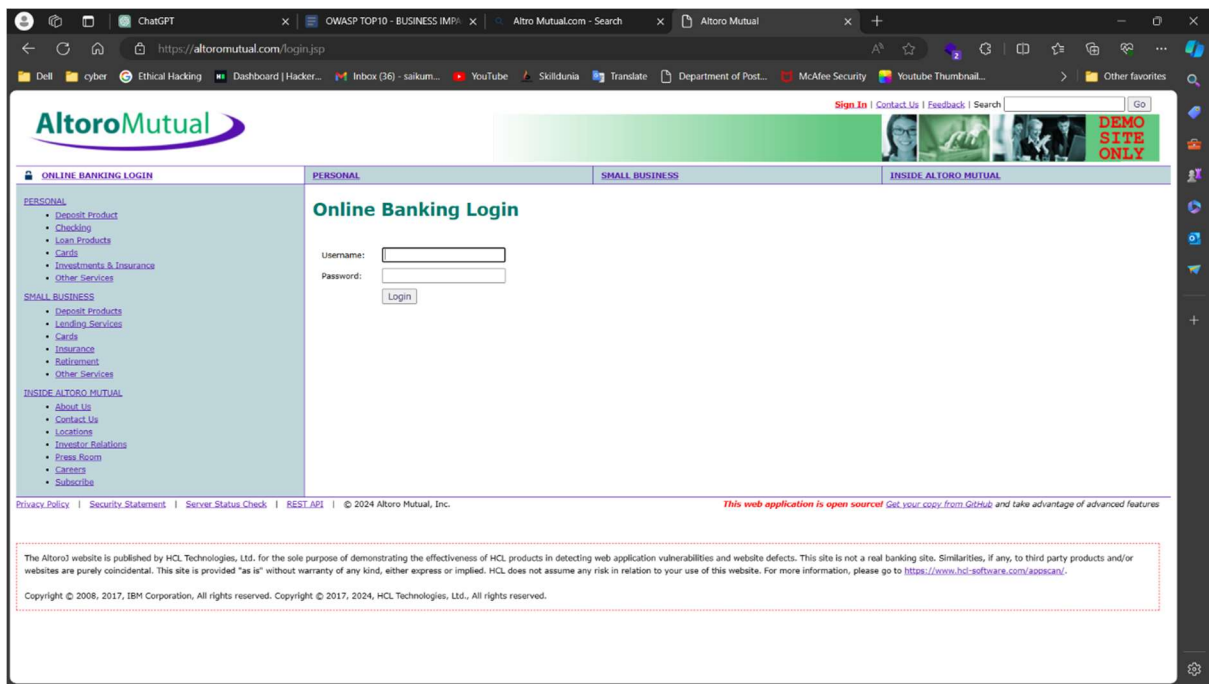 ChatGPT
OWASP TOP10 - BUSINESS IMPA
Altro Mutual.com - Search
Altoro Mutual
https://altoromutual.com/login.jsp
Dell
cyber
Ethical Hacking
Dashboard | Hacker...
Inbox (36) - saikum...
YouTube
Skilldunia
Translate
Department of Post...
McAfee Security
Youtube Thumbnail...
Other favorites
Sign In | Contact Us | Feedback | Search
Go
AltoroMutual
DEMO
SITE
ONLY
ONLINE BANKING LOGIN
PERSONAL
SMALL BUSINESS
INSIDE ALTORO MUTUAL
PERSONAL
Deposit Product
Checking
Loan Products
Cards
Investments & Insurance
Other Services
SMALL BUSINESS
Deposit Products
Lending Services
Cards
Insurance
Retirement
Other Services
INSIDE ALTORO MUTUAL
About Us
Contact Us
Locations
Investor Relations
Press Room
Careers
Subscribe
Online Banking Login
Username:
Password:
Login
Privacy Policy | Security Statement | Server Status Check | REST API | © 2024 Altoro Mutual, Inc.
This web application is open source! Get your copy from GitHub and take advantage of advanced features
The AltoroJ website is published by HCL Technologies, Ltd. for the sole purpose of demonstrating the effectiveness of HCL products in detecting web application vulnerabilities and website defects. This site is not a real banking site. Similarities, if any, to third party products and/or
websites are purely coincidental. This site is provided "as is" without warranty of any kind, either express or implied. HCL does not assume any risk in relation to your use of this website. For more information, please go to https://www.hcl-software.com/appscan/.
Copyright © 2008, 2017, IBM Corporation, All rights reserved. Copyright © 2017, 2024, HCL Technologies, Ltd., All rights reserved.